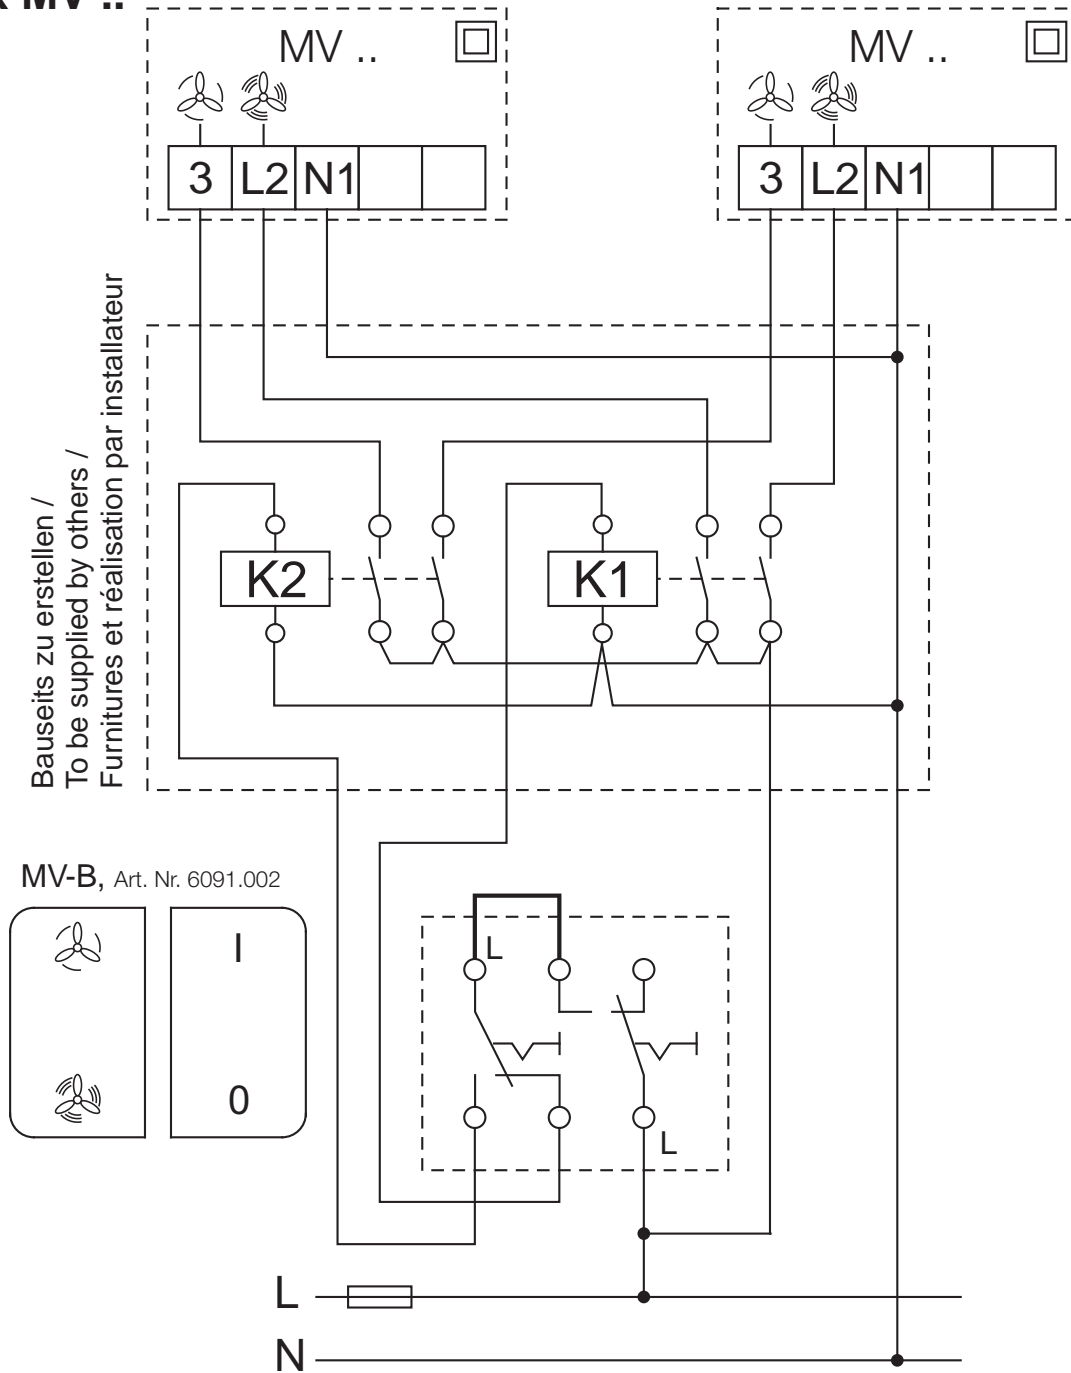 MV ..
MV ..
MV ..
3 L2 N1
3 L2 N1
Bauseits zu erstellen /
To be supplied by others /
Furnitures et réalisation par installateur
K2
K1
MV-B, Art. Nr. 6091.002
I
0
L
L
L
N